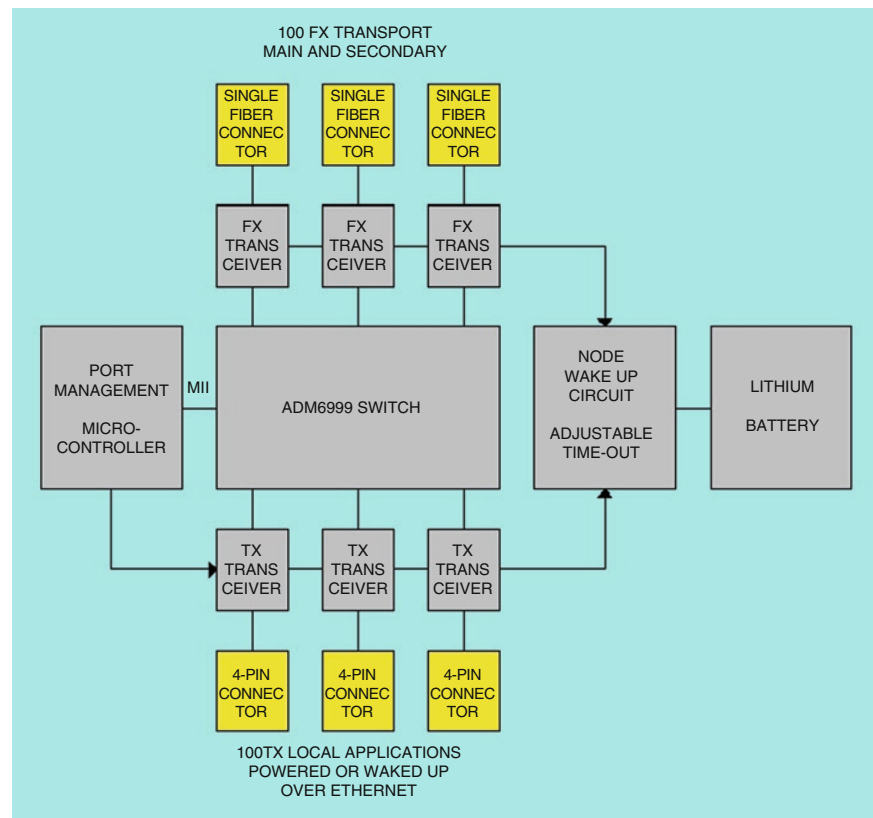 100 FX TRANSPORT
MAIN AND SECONDARY
SINGLE
FIBER
CONNEC
TOR
SINGLE
FIBER
CONNEC
TOR
SINGLE
FIBER
CONNEC
TOR
FX
TRANS
CEIVER
FX
TRANS
CEIVER
FX
TRANS
CEIVER
PORT
MANAGEMENT
MICRO-
CONTROLLER
MII
ADM6999 SWITCH
NODE
WAKE UP
CIRCUIT
ADJUSTABLE
TIME-OUT
LITHIUM
BATTERY
TX
TRANS
CEIVER
TX
TRANS
CEIVER
TX
TRANS
CEIVER
4-PIN
CONNEC
TOR
4-PIN
CONNEC
TOR
4-PIN
CONNEC
TOR
100TX LOCAL APPLICATIONS
POWERED OR WAKED UP
OVER ETHERNET